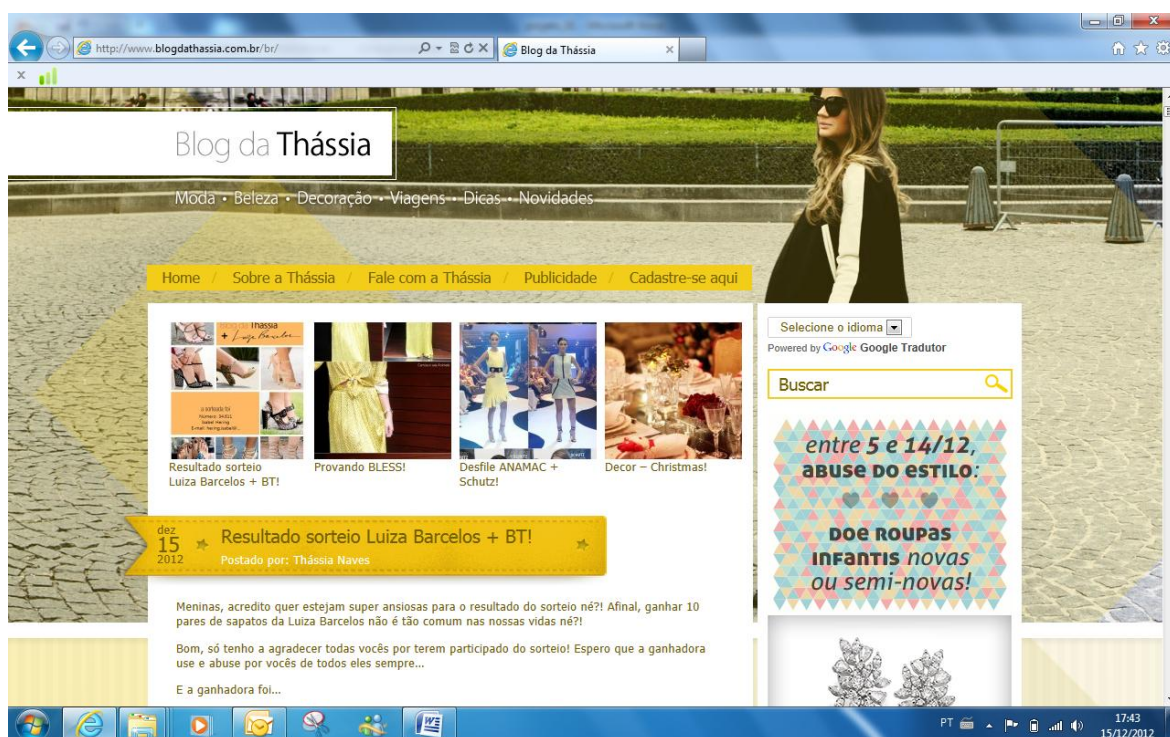 http://www.blogdathassia.com.br/br/
Blog da Thássia
Blog da Thássia
Moda • Beleza • Decoração • Viagens • Dicas • Novidades
Home / Sobre a Thássia / Fale com a Thássia / Publicidade / Cadastre-se aqui
Resultado sorteio
Luiza Barcelos + BT!
Provando BLESS!
Desfile ANAMAC +
Schutz!
Decor – Christmas!
Selecione o idioma
Powered by Google Google Tradutor
Buscar
entre 5 e 14/12,
ABUSE DO ESTILO:
DOE ROUPAS
INFANTIS novas
ou semi-novas!
dez
15
2012
Resultado sorteio Luiza Barcelos + BT!
Postado por: Thássia Naves
Meninas, acredito quer estejam super ansiosas para o resultado do sorteio né?! Afinal, ganhar 10
pares de sapatos da Luiza Barcelos não é tão comum nas nossas vidas né?!
Bom, só tenho a agradecer todas vocês por terem participado do sorteio! Espero que a ganhadora
use e abuse por vocês de todos eles sempre...
E a ganhadora foi...
PT
17:43
15/12/2012